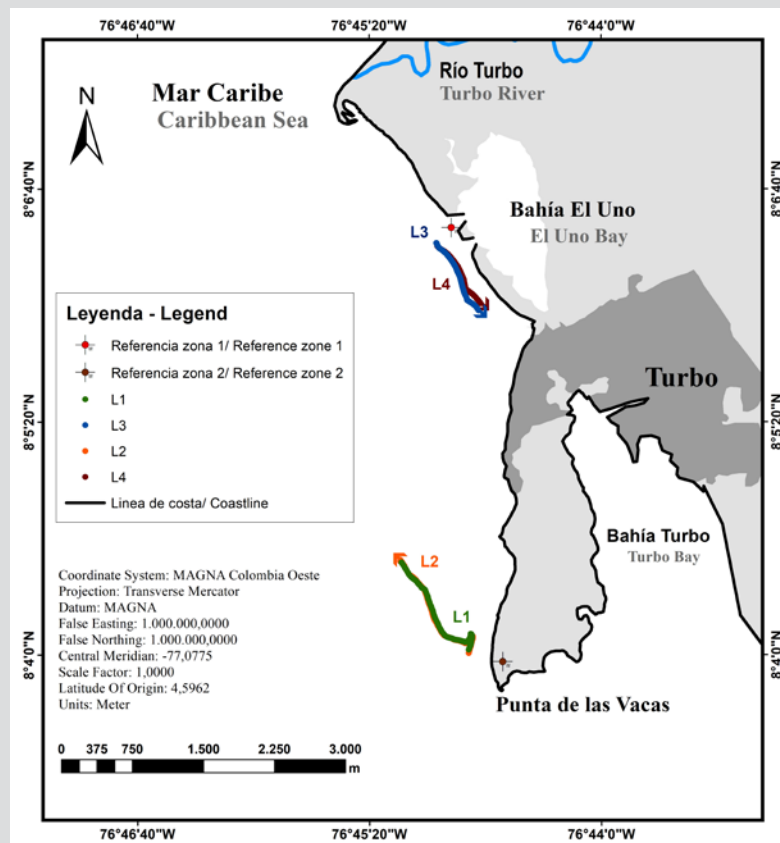 76°46'40"W 76°45'20"W 76°44'0"W
N
Mar Caribe
Caribbean Sea
Río Turbo
Turbo River
8°6'40"N 8°6'40"N
Bahía El Uno
El Uno Bay
L3
L4
Leyenda - Legend
Referencia zona 1/ Reference zone 1
Referencia zona 2/ Reference zone 2
L1
L3
L2
L4
Linea de costa/ Coastline
Turbo
8°5'20"N 8°5'20"N
Bahía Turbo
Turbo Bay
L2
L1
Coordinate System: MAGNA Colombia Oeste
Projection: Transverse Mercator
Datum: MAGNA
False Easting: 1.000.000,0000
False Northing: 1.000.000,0000
Central Meridian: -77,0775
Scale Factor: 1,0000
Latitude Of Origin: 4,5962
Units: Meter
8°4'0"N 8°4'0"N
Punta de las Vacas
0 375 750 1.500 2.250 3.000
m
76°46'40"W 76°45'20"W 76°44'0"W